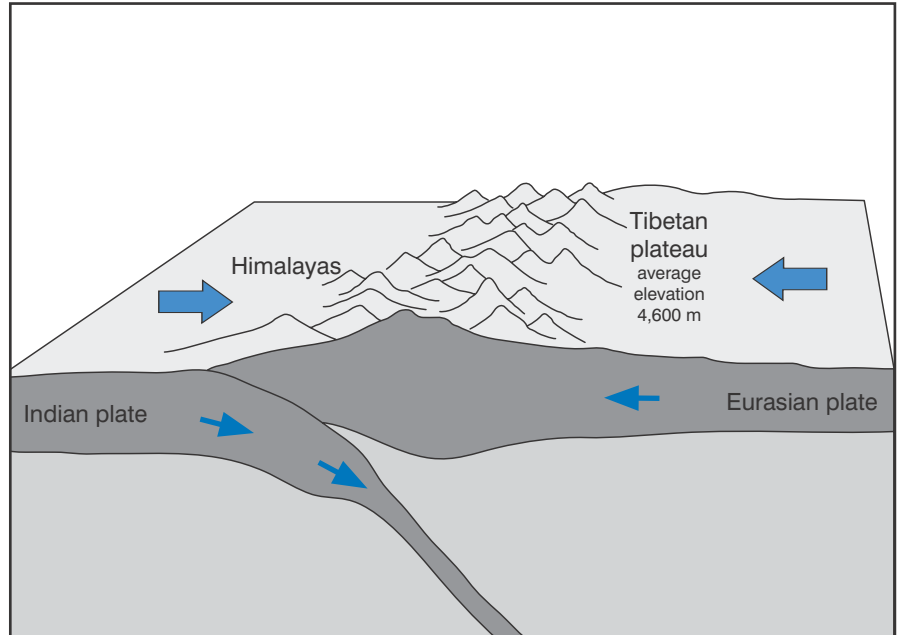 Himalayas
Tibetan
plateau
average
elevation
4,600 m
Indian plate
Eurasian plate